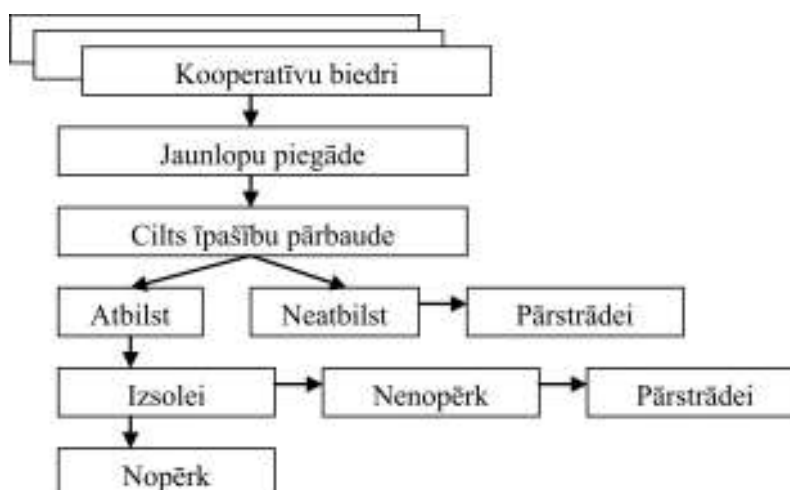 Kooperatīvu biedri
Jaunlopu piegāde
Cilts īpašību pārbaude
Atbilst
Neatbilst
Pārstrādei
Izsolei
Nenopērk
Pārstrādei
Nopērk